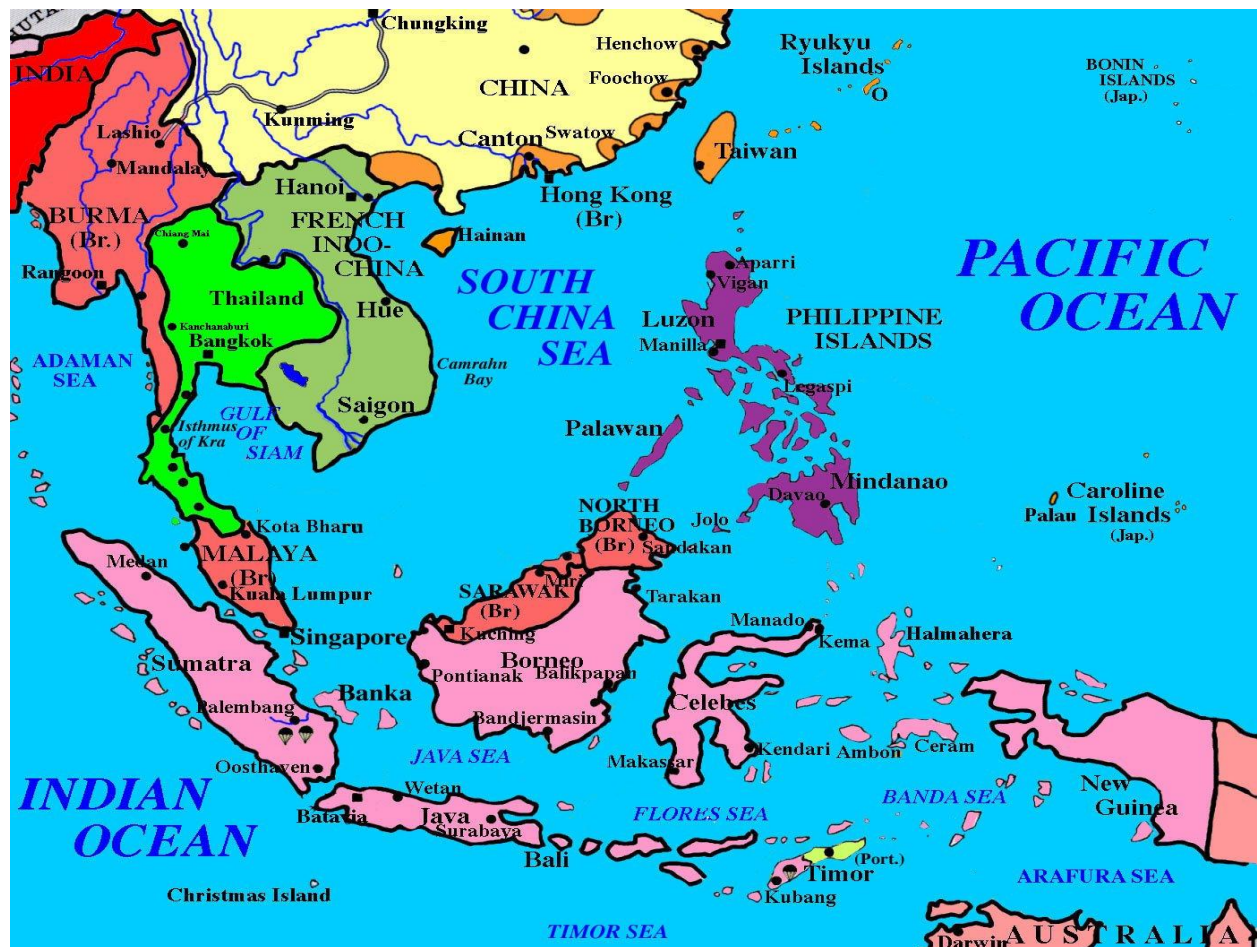 UTAN
Chungking
Henchow
Ryukyu
Islands
O
BONIN
ISLANDS
(Jap.)
INDIA
CHINA
Foochow
Lashio
Kunming
Canton
Swatow
Taiwan
Mandalay
Hanoi
Hong Kong
(Br)
BURMA
(Br.)
Chiang Mai
FRENCH
INDO-
CHINA
Hainan
Rangoon
Thailand
Hue
SOUTH
CHINA
SEA
Aparri
Vigan
Luzon
Manilla
PHILIPPINE
ISLANDS
PACIFIC
OCEAN
Kanchanaburi
Bangkok
ADAMAN
SEA
Camrahn
Bay
Legaspi
Saigon
GULF
OF
SIAM
Isthmus
of Kra
Palawan
Mindanao
Davao
Caroline
Islands
(Jap.)
Palau
Kota Bharu
NORTH
BORNEO
(Br)
Jolo
Sandakan
MALAYA
(Br)
Medan
Kuala Lumpur
Miri
SARAWAK
(Br)
Tarakan
Singapore
Kuching
Manado
Kema
Halmahera
Sumatra
Borneo
Pontianak
Balikpapan
Banka
Palembang
Bandjermasin
Celebes
JAVA SEA
Kendari
Ambon
Ceram
Oosthaven
Makassar
New
Guinea
INDIAN
OCEAN
Wetan
Batavia
Java
Surabaya
FLORES SEA
BANDA SEA
Bali
(Port.)
Timor
Kubang
ARAFURA SEA
Christmas Island
TIMOR SEA
Darwin
AUSTRALIA